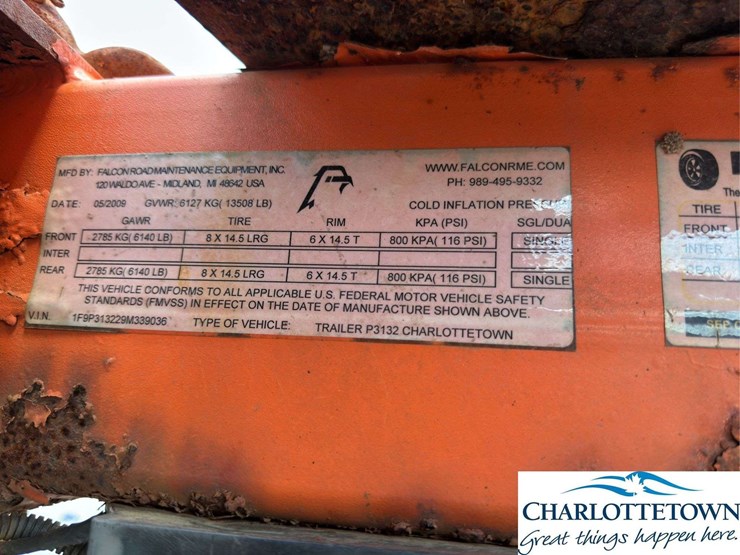 MFD BY: FALCON ROAD MAINTENANCE EQUIPMENT, INC.
120 WALDO AVE - MIDLAND, MI 48642 USA
WWW.FALCONRME.COM
PH: 989-495-9332
DATE: 05/2009 GVWR: 6127 KG( 13508 LB)
COLD INFLATION PRESSURE
GAWR TIRE RIM KPA (PSI) SGL/DUA
FRONT 2785 KG( 6140 LB) 8 X 14.5 LRG 6 X 14.5 T 800 KPA( 116 PSI) SINGLE
INTER
REAR 2785 KG( 6140 LB) 8 X 14.5 LRG 6 X 14.5 T 800 KPA( 116 PSI) SINGLE
THIS VEHICLE CONFORMS TO ALL APPLICABLE U.S. FEDERAL MOTOR VEHICLE SAFETY
STANDARDS (FMVSS) IN EFFECT ON THE DATE OF MANUFACTURE SHOWN ABOVE.
V.I.N. 1F9P313229M339036 TYPE OF VEHICLE: TRAILER P3132 CHARLOTTETOWN
The
TIRE
FRONT
INTER
REAR
SEE O
CHARLOTTETOWN
Great things happen here.